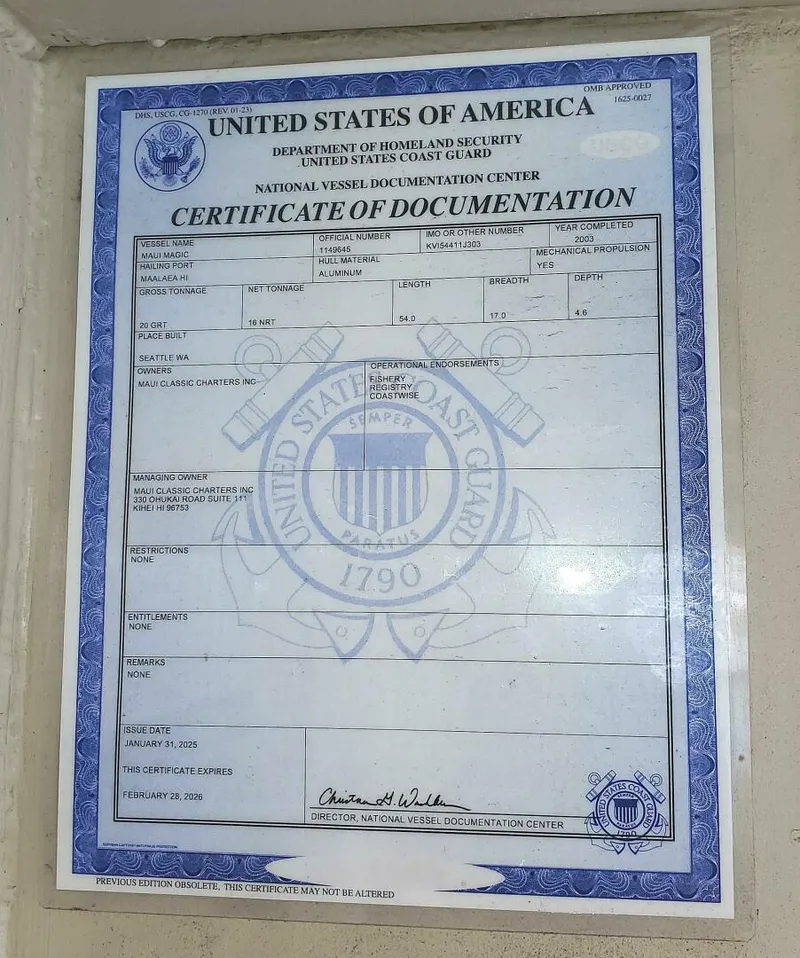 DHS, USCG, CG-1270 (REV. 01-23)
OMB APPROVED
1625-0027
UNITED STATES OF AMERICA
DEPARTMENT OF HOMELAND SECURITY
UNITED STATES COAST GUARD
NATIONAL VESSEL DOCUMENTATION CENTER
CERTIFICATE OF DOCUMENTATION
VESSEL NAME
MAUI MAGIC
OFFICIAL NUMBER
1149645
IMO OR OTHER NUMBER
KVI54411J303
YEAR COMPLETED
2003
HAILING PORT
MAALAEA HI
HULL MATERIAL
ALUMINUM
MECHANICAL PROPULSION
YES
GROSS TONNAGE
20 GRT
NET TONNAGE
16 NRT
LENGTH
54.0
BREADTH
17.0
DEPTH
4.6
PLACE BUILT
SEATTLE WA
OWNERS
MAUI CLASSIC CHARTERS INC
OPERATIONAL ENDORSEMENTS
FISHERY
REGISTRY
COASTWISE
UNITED STATES COAST GUARD
SEMPER
PARATUS
1790
MANAGING OWNER
MAUI CLASSIC CHARTERS INC
330 OHUKAI ROAD SUITE 111
KIHEI HI 96753
RESTRICTIONS
NONE
ENTITLEMENTS
NONE
REMARKS
NONE
ISSUE DATE
JANUARY 31, 2025
THIS CERTIFICATE EXPIRES
FEBRUARY 28, 2026
DIRECTOR, NATIONAL VESSEL DOCUMENTATION CENTER
UNITED STATES COAST GUARD
1790
PREVIOUS EDITION OBSOLETE, THIS CERTIFICATE MAY NOT BE ALTERED